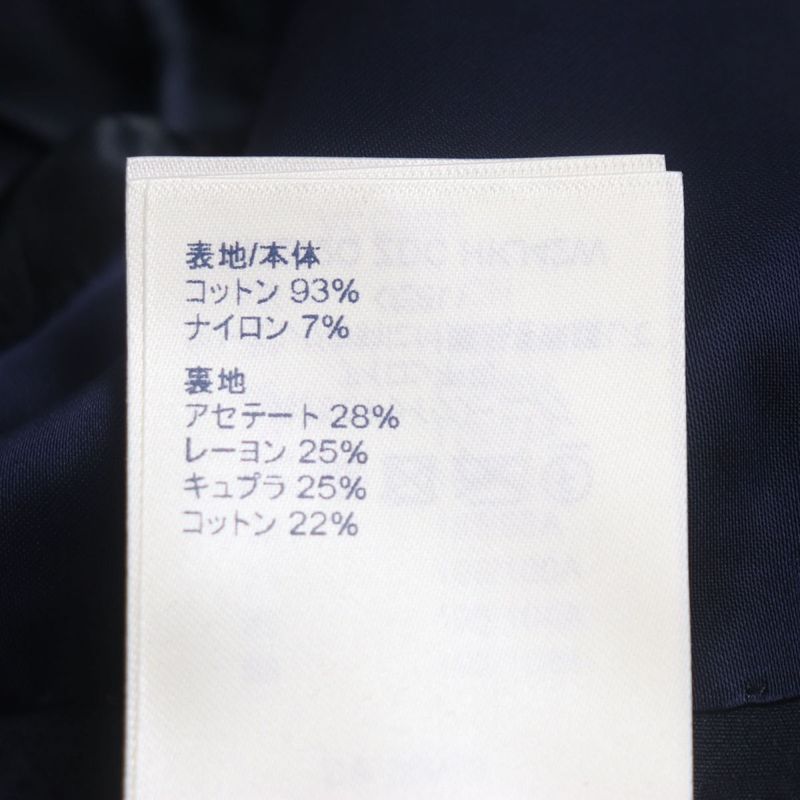 表地/本体
コットン 93%
ナイロン 7%
裏地
アセテート 28%
レーヨン 25%
キュプラ 25%
コットン 22%